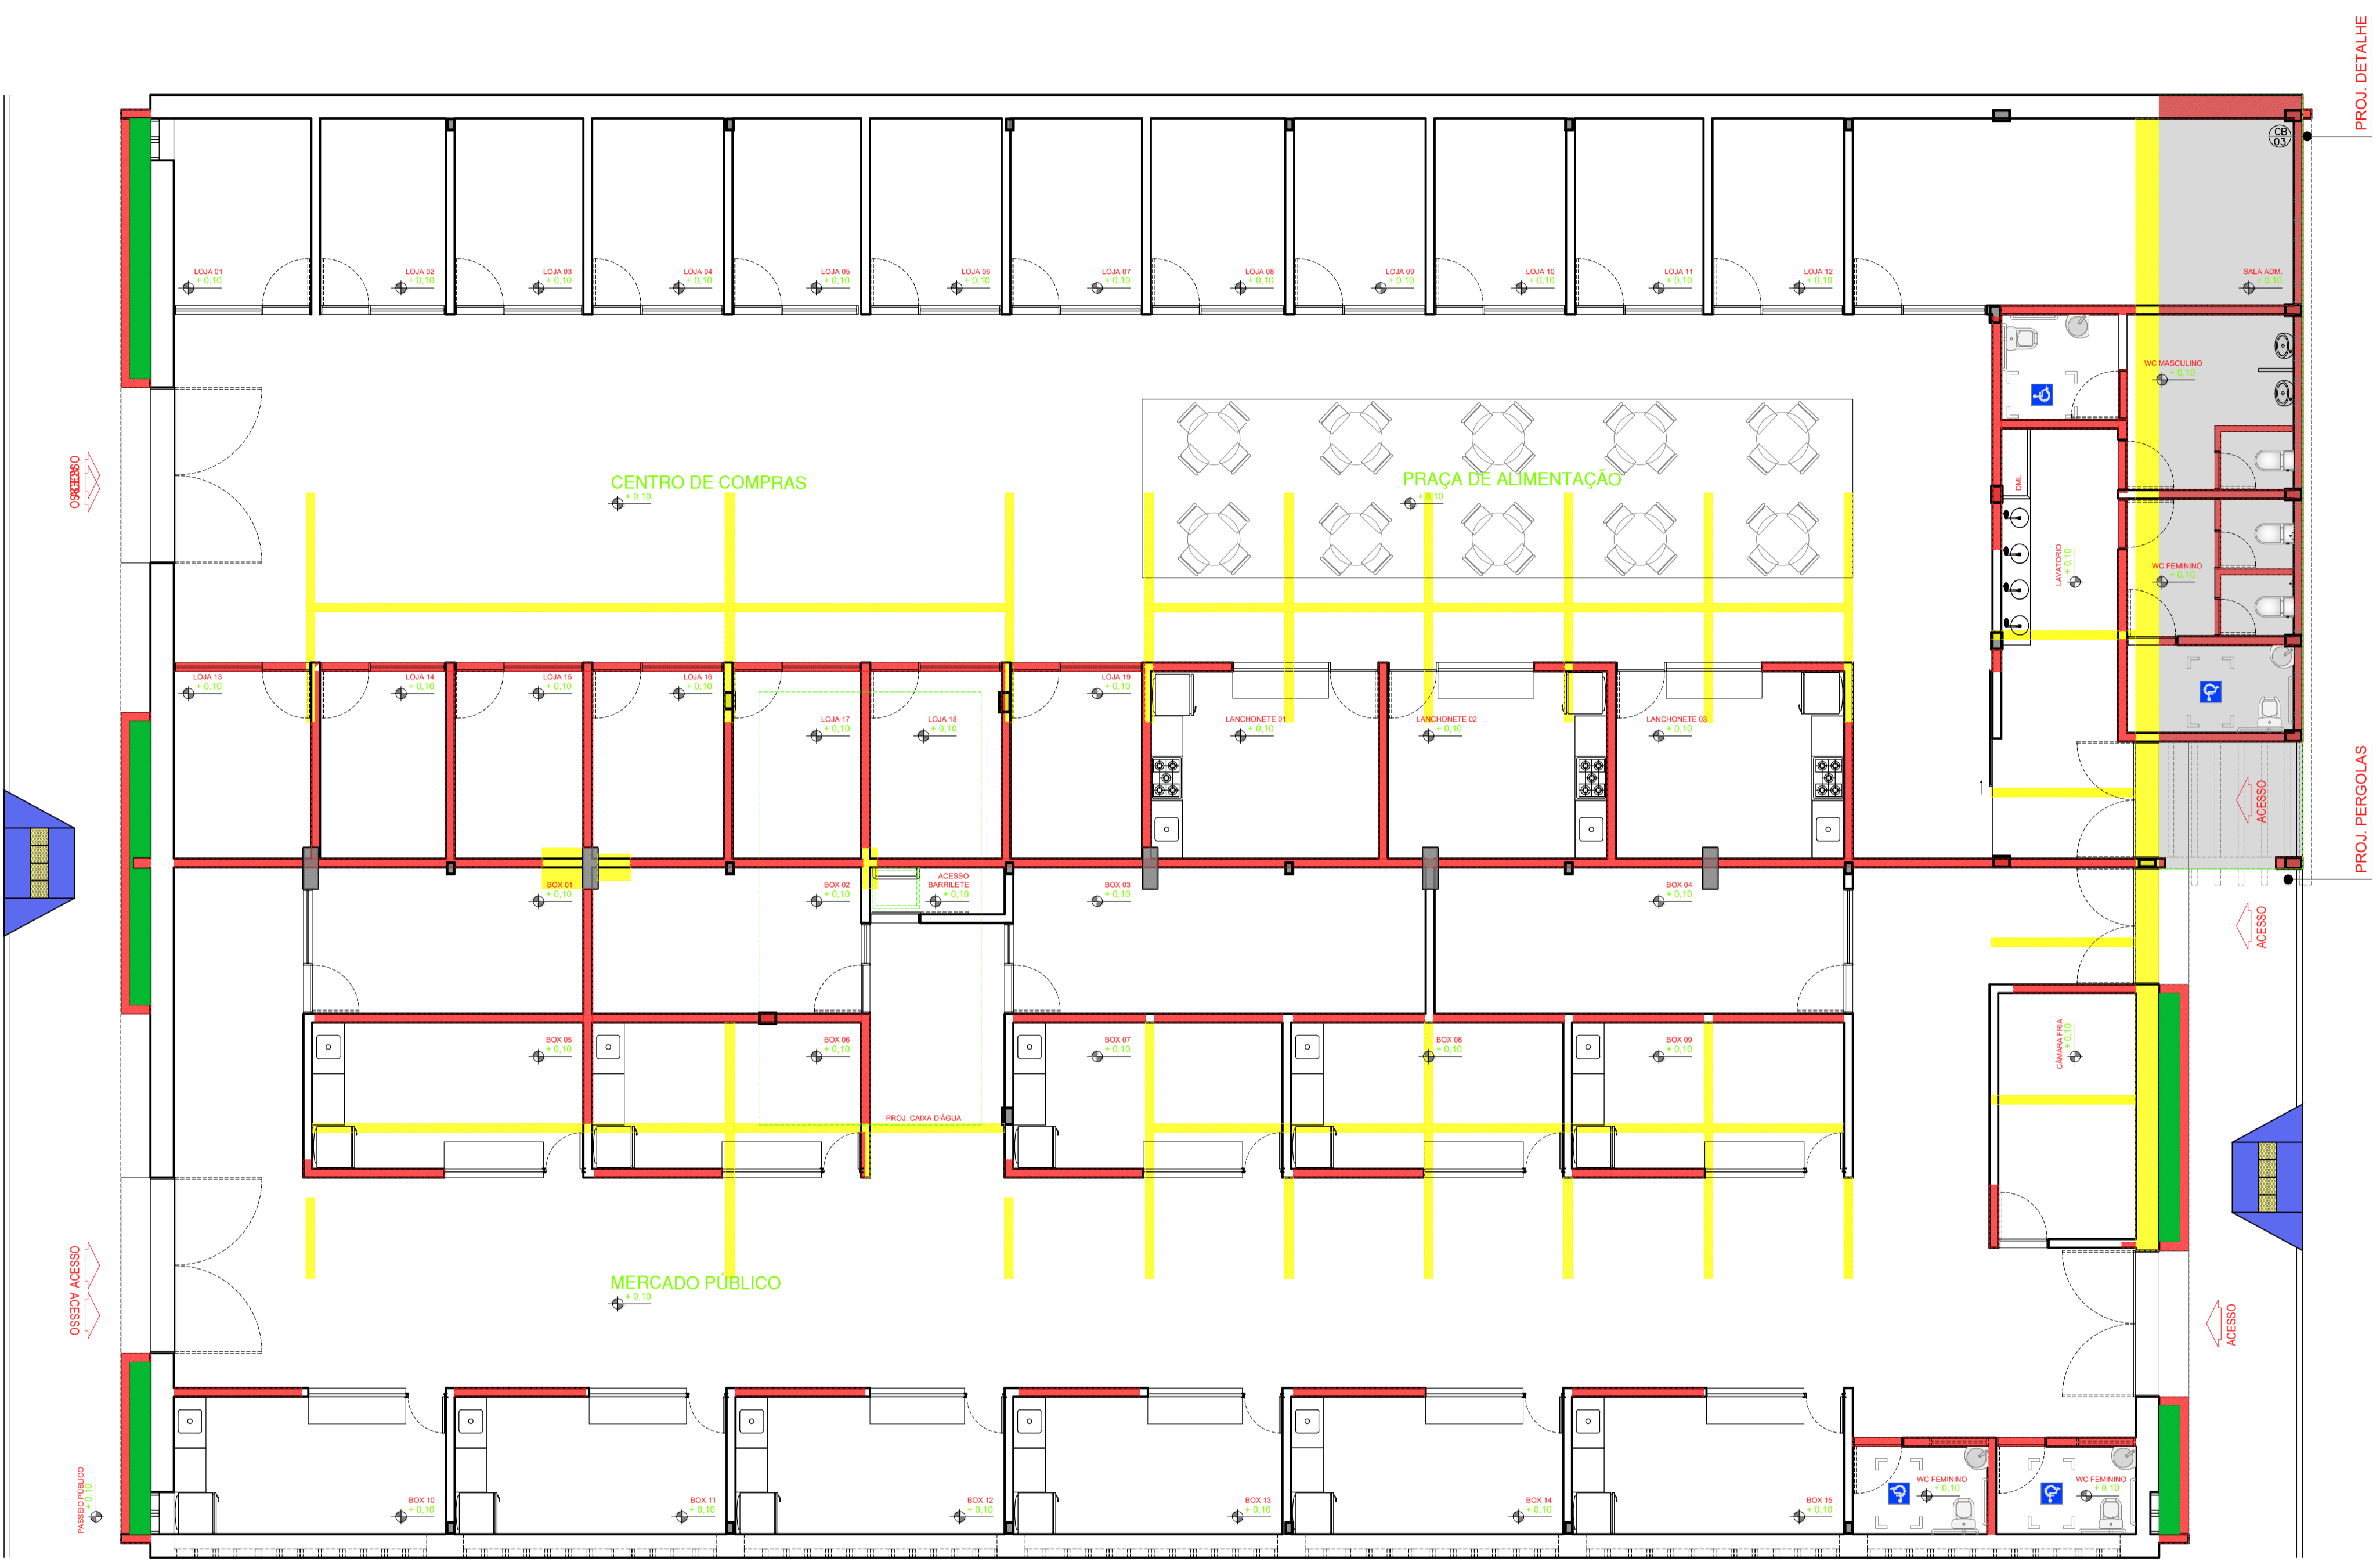 PROJ. DETALHE
CB
03
LOJA 01
+ 0,10
LOJA 02
+ 0,10
LOJA 03
+ 0,10
LOJA 04
+ 0,10
LOJA 05
+ 0,10
LOJA 06
+ 0,10
LOJA 07
+ 0,10
LOJA 08
+ 0,10
LOJA 09
+ 0,10
LOJA 10
+ 0,10
LOJA 11
+ 0,10
LOJA 12
+ 0,10
SALA ADM.
+ 0,10
WC MASCULINO
+ 0,10
ACESSO
CENTRO DE COMPRAS
+ 0,10
PRAÇA DE ALIMENTAÇÃO
+ 0,10
DML
LAVATORIO
+ 0,10
WC FEMININO
+ 0,10
LOJA 13
+ 0,10
LOJA 14
+ 0,10
LOJA 15
+ 0,10
LOJA 16
+ 0,10
LOJA 17
+ 0,10
LOJA 18
+ 0,10
LOJA 19
+ 0,10
LANCHONETE 01
+ 0,10
LANCHONETE 02
+ 0,10
LANCHONETE 03
+ 0,10
ACESSO
PROJ. PERGOLAS
BOX 01
+ 0,10
BOX 02
+ 0,10
ACESSO
BARRILETE
+ 0,10
BOX 03
+ 0,10
BOX 04
+ 0,10
ACESSO
BOX 05
+ 0,10
BOX 06
+ 0,10
BOX 07
+ 0,10
BOX 08
+ 0,10
BOX 09
+ 0,10
CÂMARA FRIA
+ 0,10
PROJ. CAIXA D'ÁGUA
ACESSO
ACESSO
MERCADO PÚBLICO
+ 0,10
ACESSO
PASSEIO PÚBLICO
+ 0,10
BOX 10
+ 0,10
BOX 11
+ 0,10
BOX 12
+ 0,10
BOX 13
+ 0,10
BOX 14
+ 0,10
BOX 15
+ 0,10
WC FEMININO
+ 0,10
WC FEMININO
+ 0,10